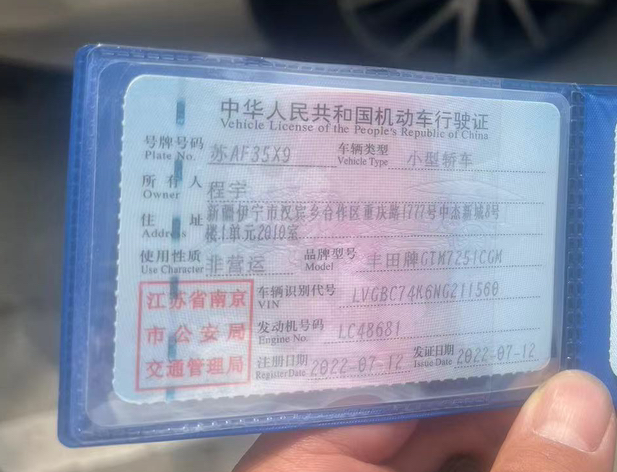 中华人民共和国机动车行驶证
Vehicle License of the People's Republic of China
号牌号码 Plate No. 苏AF35X9 车辆类型 Vehicle Type 小型轿车
所有人 Owner 程宇
住址 Address 新疆伊宁市汉宾乡合作区重庆路1777号中杰新城8号
楼1单元2010室
使用性质 Use Character 非营运 品牌型号 Model 丰田牌GTM7251CGM
江苏省南京
市公安局
交通管理局
车辆识别代号 VIN LVGBC74K6NG211560
发动机号码 Engine No. LC48681
注册日期 Register Date 2022-07-12 发证日期 Issue Date 2022-07-12